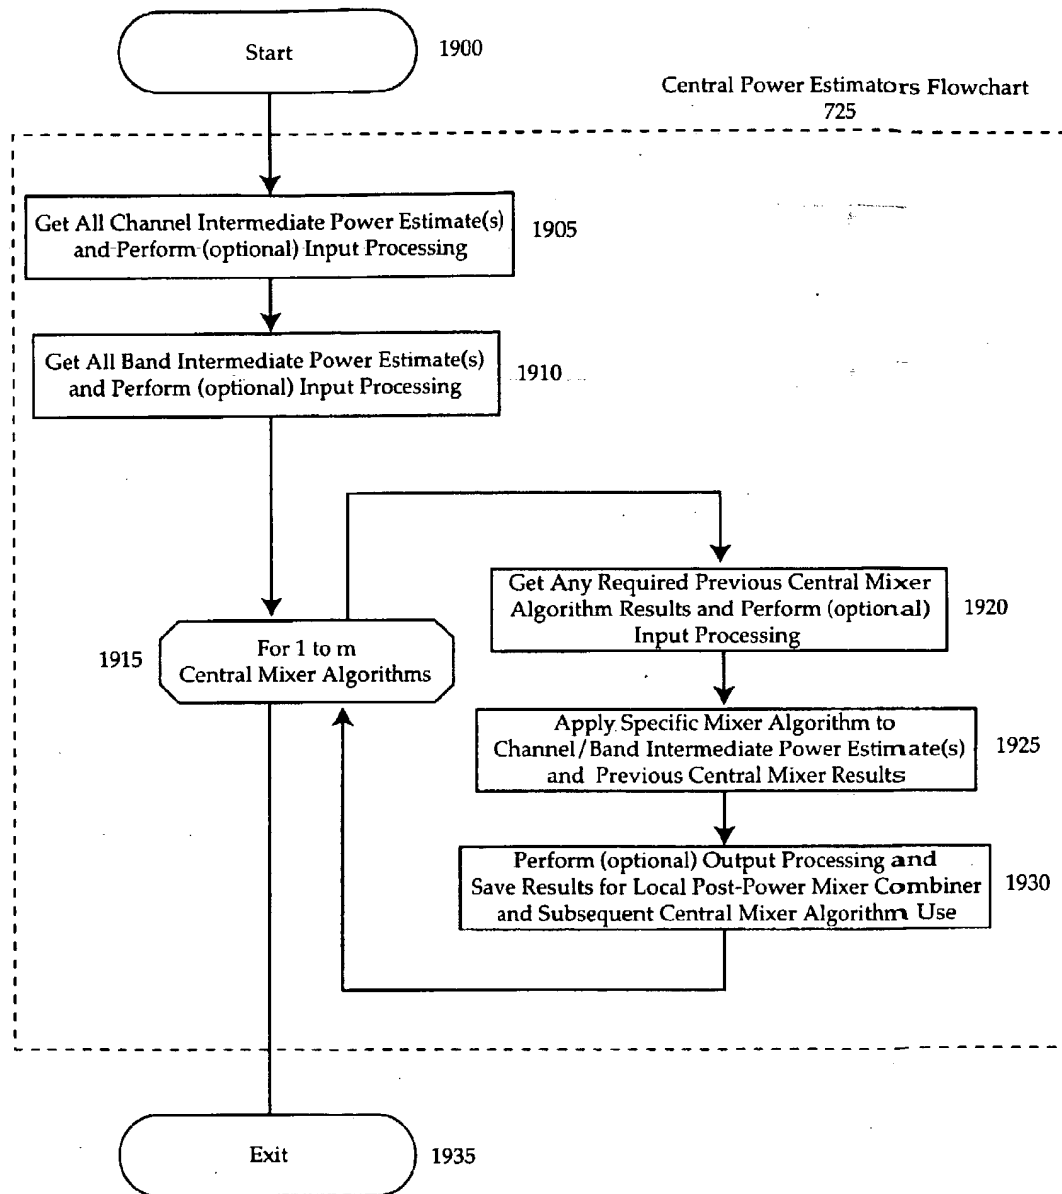 Start
1900
Central Power Estimators Flowchart
725
Get All Channel Intermediate Power Estimate(s)
and Perform (optional) Input Processing
1905
Get All Band Intermediate Power Estimate(s)
and Perform (optional) Input Processing
1910
1915
For 1 to m
Central Mixer Algorithms
Get Any Required Previous Central Mixer
Algorithm Results and Perform (optional)
Input Processing
1920
Apply Specific Mixer Algorithm to
Channel/Band Intermediate Power Estimate(s)
and Previous Central Mixer Results
1925
Perform (optional) Output Processing and
Save Results for Local Post-Power Mixer Combiner
and Subsequent Central Mixer Algorithm Use
1930
Exit
1935